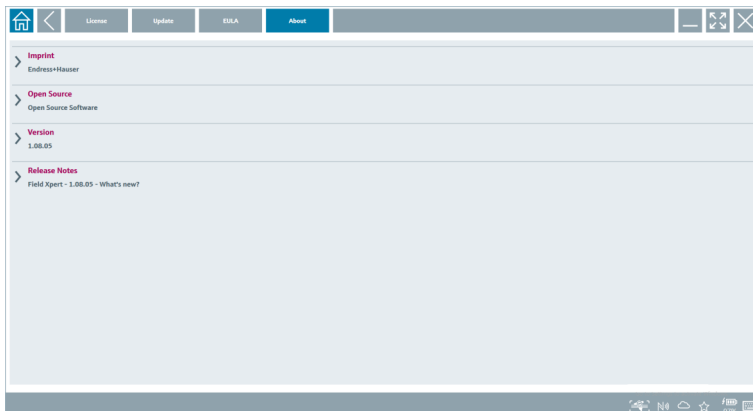 License
Update
EULA
About
Imprint
Endress+Hauser
Open Source
Open Source Software
Version
1.08.05
Release Notes
Field Xpert - 1.08.05 - What's new?